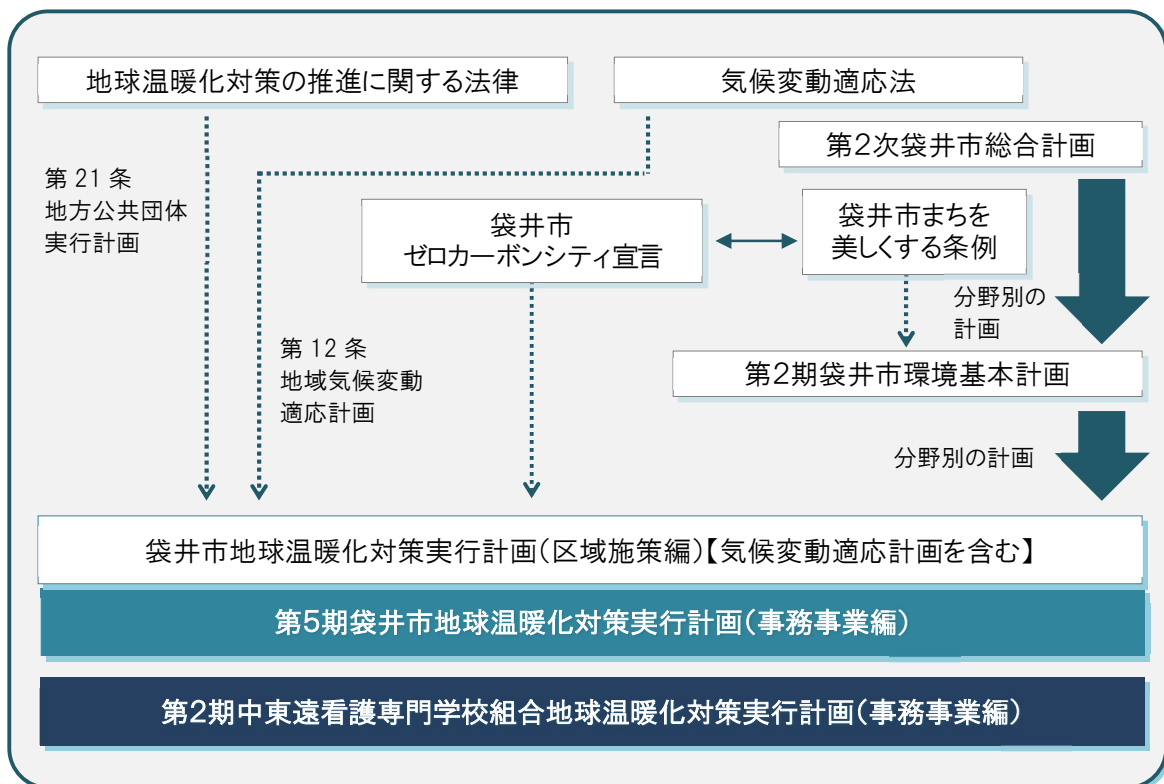 地球温暖化対策の推進に関する法律
気候変動適応法
第2次袋井市総合計画
第 21 条
地方公共団体
実行計画
袋井市
ゼロカーボンシティ宣言
袋井市まちを
美しくする条例
分野別の
計画
第 12 条
地域気候変動
適応計画
第2期袋井市環境基本計画
分野別の計画
袋井市地球温暖化対策実行計画(区域施策編)【気候変動適応計画を含む】
第5期袋井市地球温暖化対策実行計画(事務事業編)
第2期中東遠看護専門学校組合地球温暖化対策実行計画(事務事業編)